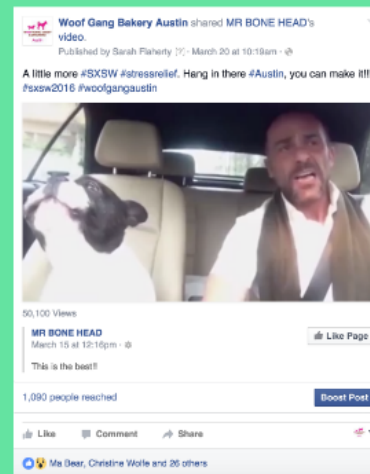 Woof Gang Bakery Austin shared MR BONE HEAD's
video.
Published by Sarah Flaherty [?] · March 20 at 10:19am ·
A little more #SXSW #stressrelief. Hang in there #Austin, you can make it!!!
#sxsw2016 #woofgangaustin
50,100 Views
MR BONE HEAD
March 15 at 12:16pm ·
Like Page
This is the best!!
1,090 people reached
Boost Post
Like Comment Share
Ma Bear, Christine Wolfe and 26 others